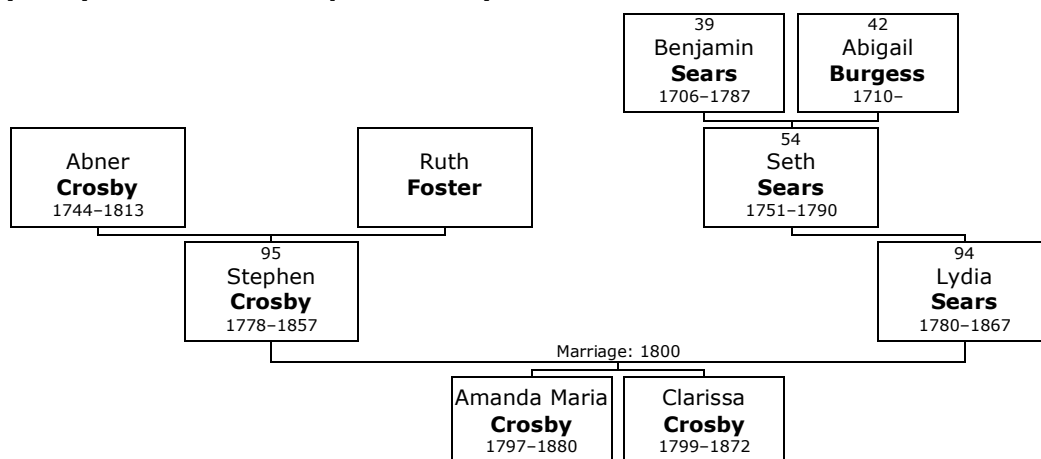 39
Benjamin
Sears
1706–1787
42
Abigail
Burgess
1710–
Abner
Crosby
1744–1813
Ruth
Foster
54
Seth
Sears
1751–1790
95
Stephen
Crosby
1778–1857
94
Lydia
Sears
1780–1867
Marriage: 1800
Amanda Maria
Crosby
1797–1880
Clarissa
Crosby
1799–1872